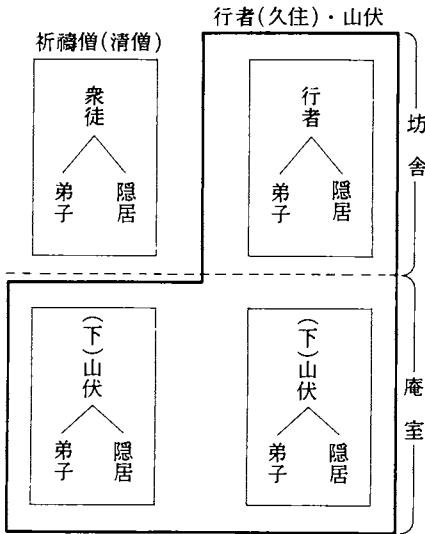 行者(久住)・山伏
祈禱僧(清僧)
衆徒
弟子
隠居
行者
弟子
隠居
坊舎
(下)山伏
弟子
隠居
(下)山伏
弟子
隠居
庵室